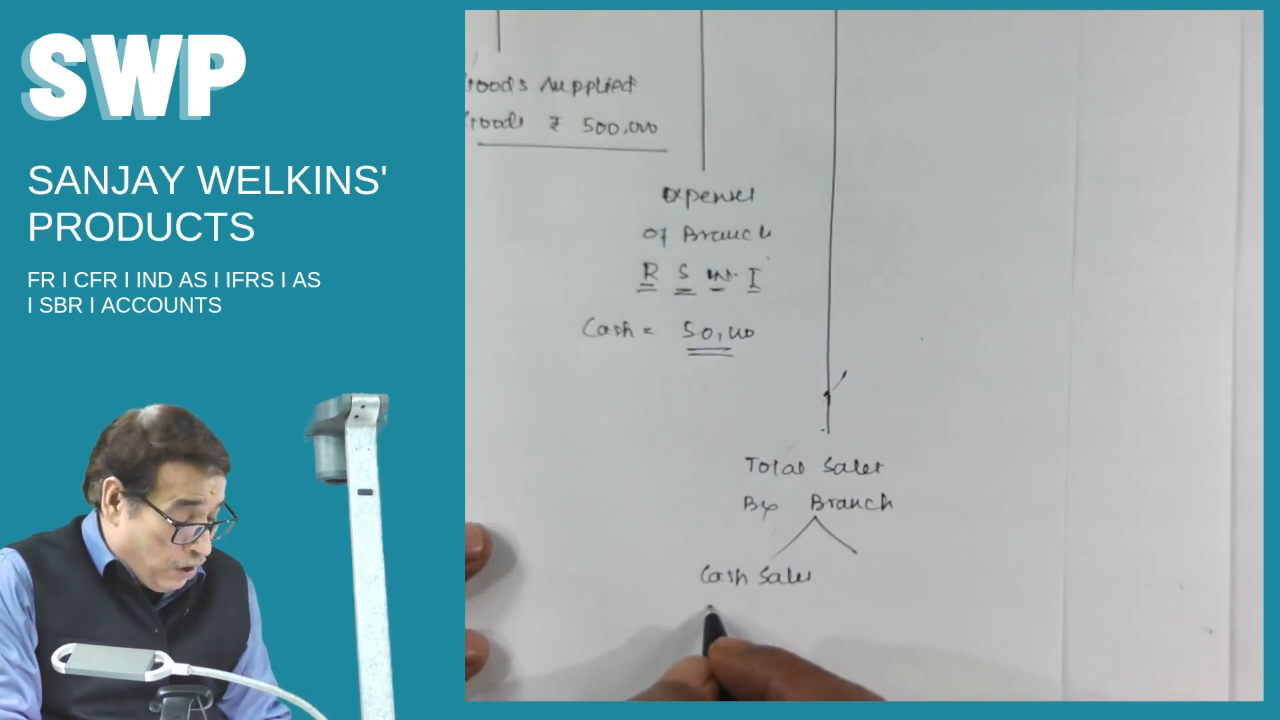 SWP
SANJAY WELKINS'
PRODUCTS
FR I CFR I IND AS I IFRS I AS
I SBR I ACCOUNTS
Goods Supplied
Goods ₹ 500,000
Expenses
of Branch
R S W I
Cash = 50,000
Total Sales
By Branch
Cash Sales